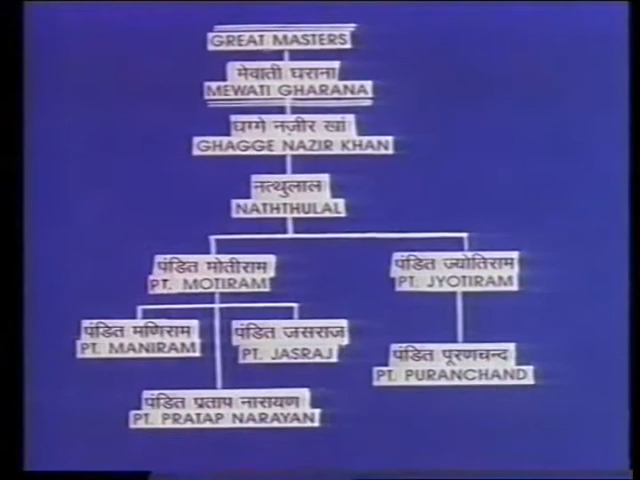 GREAT MASTERS
मेवाती घराना
MEWATI GHARANA
घग्गे नज़ीर खां
GHAGGE NAZIR KHAN
नत्थुलाल
NATHTHULAL
पंडित मोतीराम
PT. MOTIRAM
पंडित ज्योतिराम
PT. JYOTIRAM
पंडित मणिराम
PT. MANIRAM
पंडित जसराज
PT. JASRAJ
पंडित पूरणचन्द
PT. PURANCHAND
पंडित प्रताप नारायण
PT. PRATAP NARAYAN